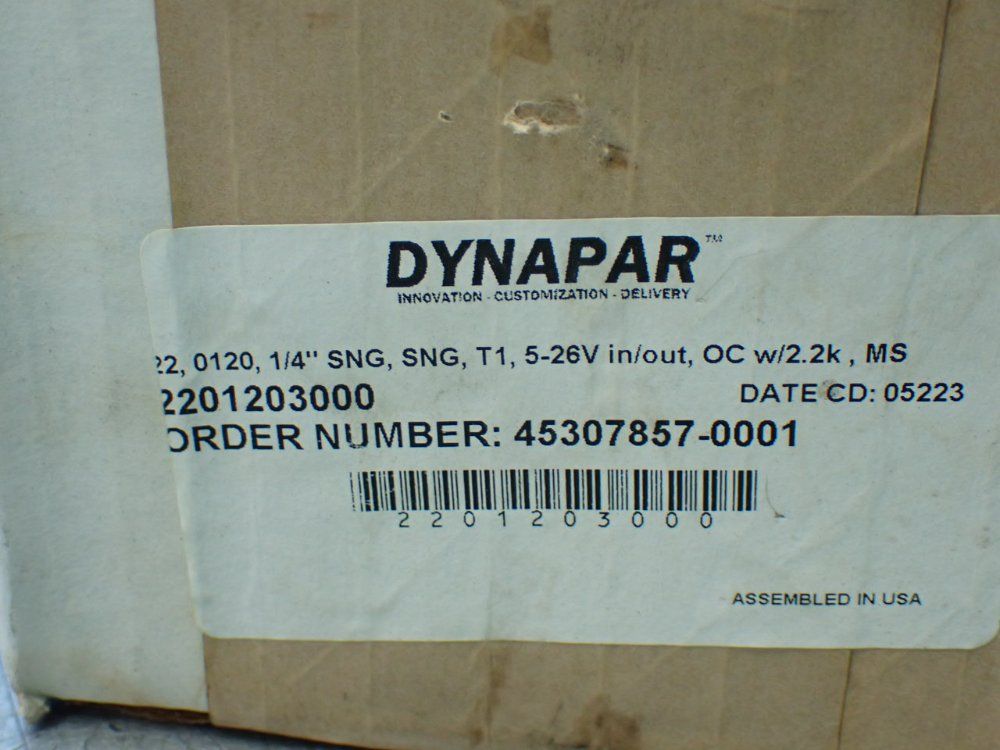 DYNAPAR™
INNOVATION - CUSTOMIZATION - DELIVERY
22, 0120, 1/4" SNG, SNG, T1, 5-26V in/out, OC w/2.2k , MS
2201203000
DATE CD: 05223
ORDER NUMBER: 45307857-0001
2201203000
ASSEMBLED IN USA